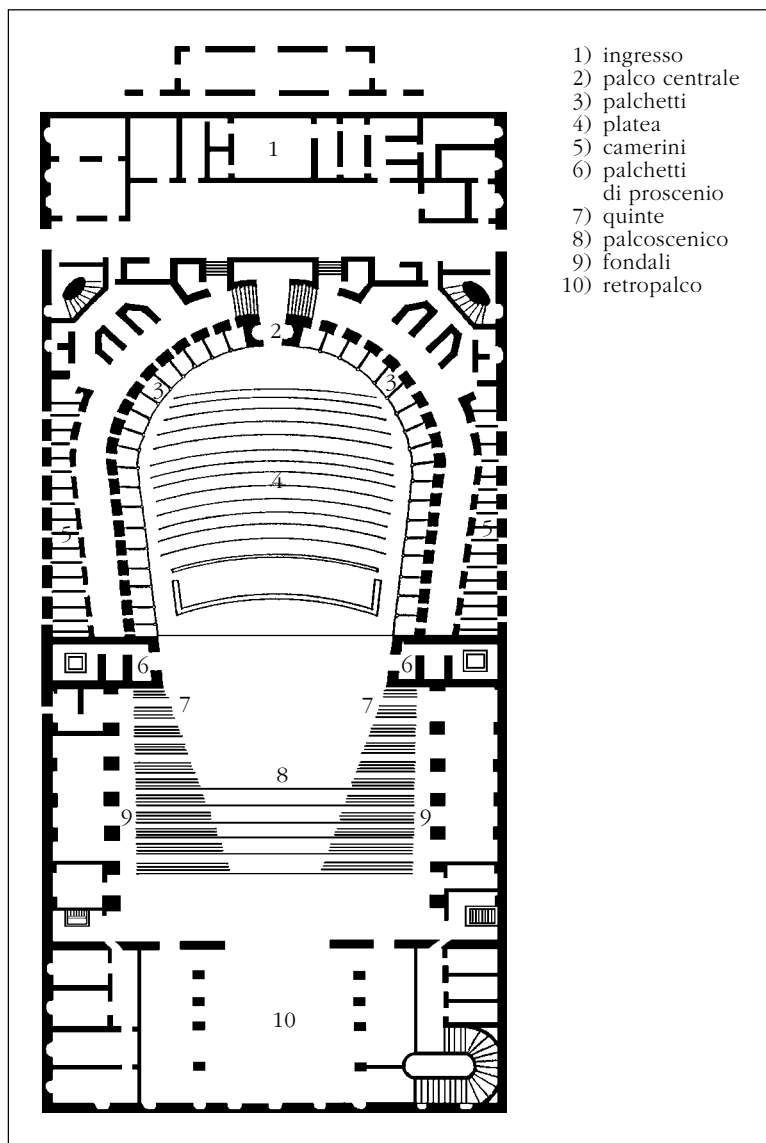 1) ingresso
2) palco centrale
3) palchetti
4) platea
5) camerini
6) palchetti
di proscenio
7) quinte
8) palcoscenico
9) fondali
10) retropalco
1
2
3 3
4
5 5
6 6
7 7
8
9 9
10